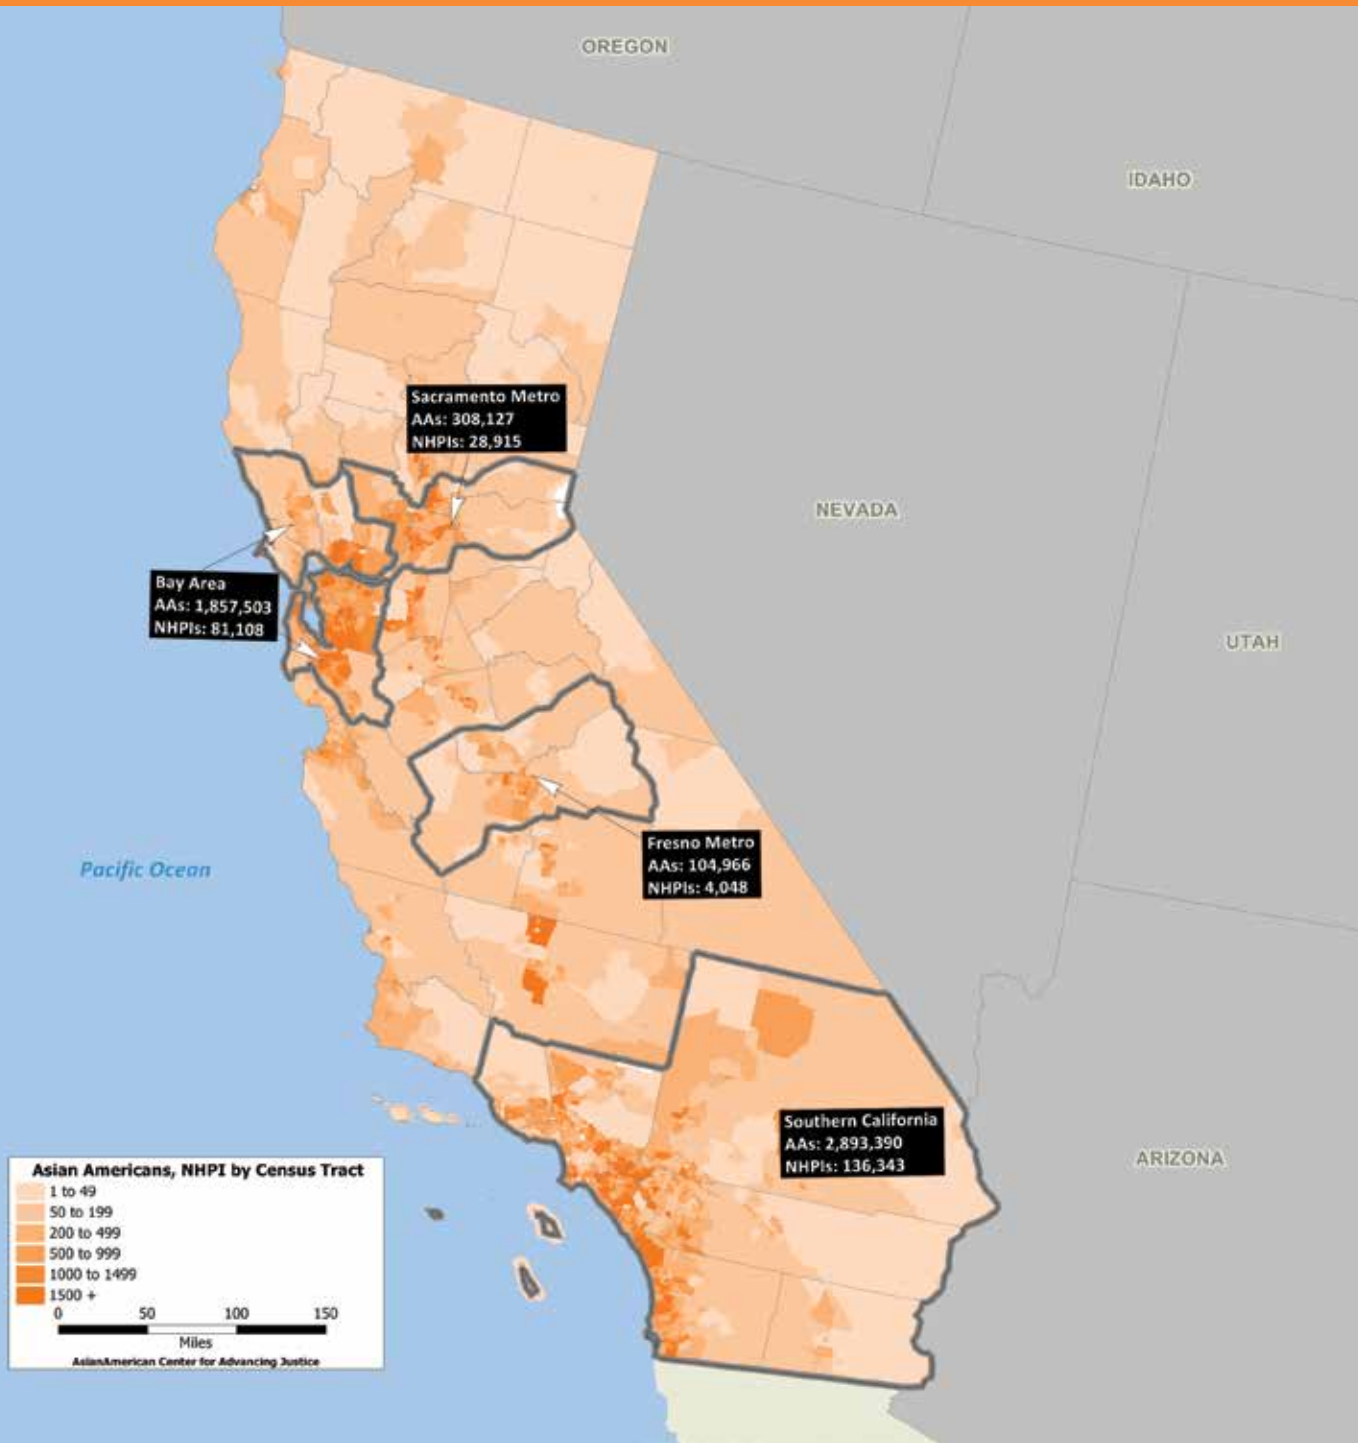 OREGON
IDAHO
Sacramento Metro
AAs: 308,127
NHPIs: 28,915
NEVADA
Bay Area
AAs: 1,857,503
NHPIs: 81,108
UTAH
Fresno Metro
AAs: 104,966
NHPIs: 4,048
Pacific Ocean
Southern California
AAs: 2,893,390
NHPIs: 136,343
ARIZONA
Asian Americans, NHPI by Census Tract
1 to 49
50 to 199
200 to 499
500 to 999
1000 to 1499
1500 +
0 50 100 150
Miles
AsianAmerican Center for Advancing Justice